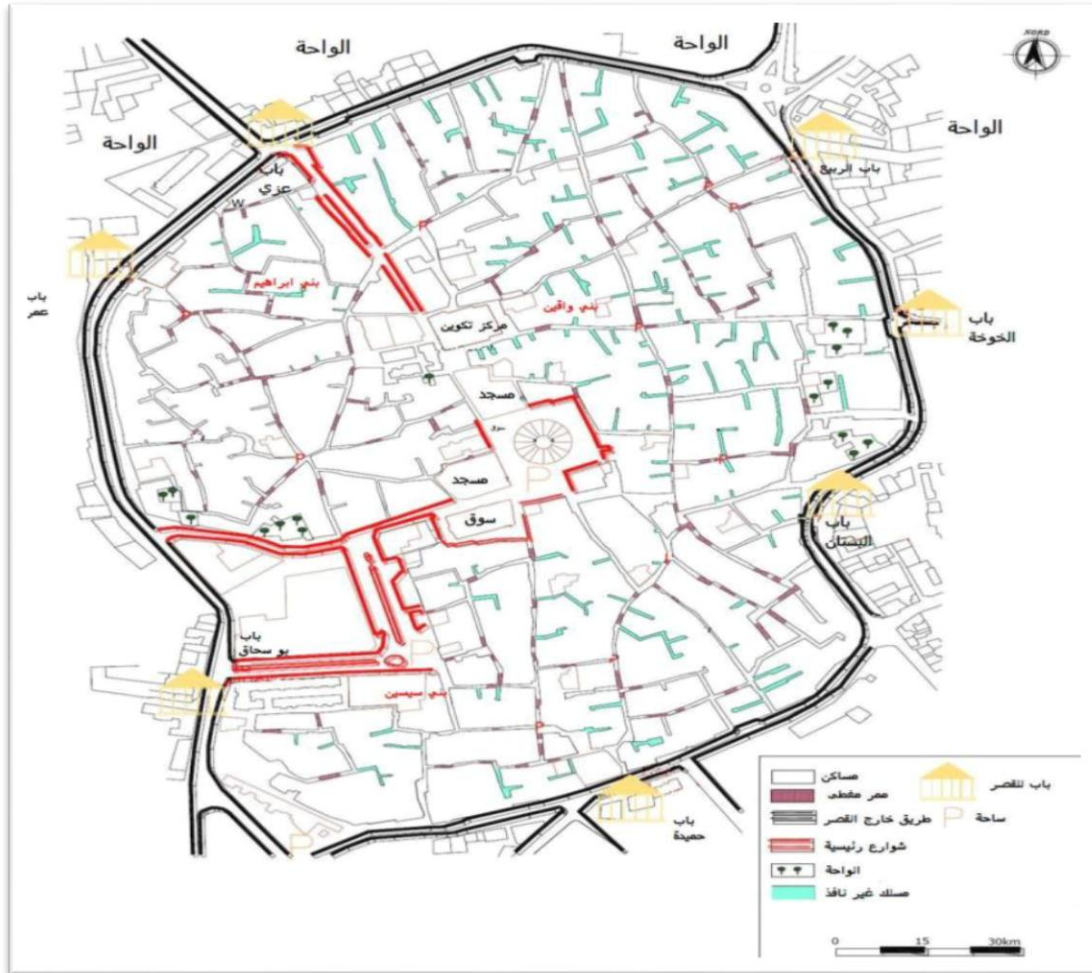 NORD
الواحة
الواحة
الواحة
الواحة
باب
عزي
W
باب الربيع
بني ابراهيم
باب
عمر
بني واقين
P
P
P
P
P
P
P
P
P
P
P
P
مركز تكوين
باب
الخوخة
مسجد
سوق
مسجد
سوق
باب
البستان
باب
بو سحاق
بني سيسين
باب
حميدة
مساكن
باب للقصر
ممر مغطى
طريق خارج القصر
ساحة
شوارع رئيسية
الواحة
مسلك غير نافذ
0 15 30km